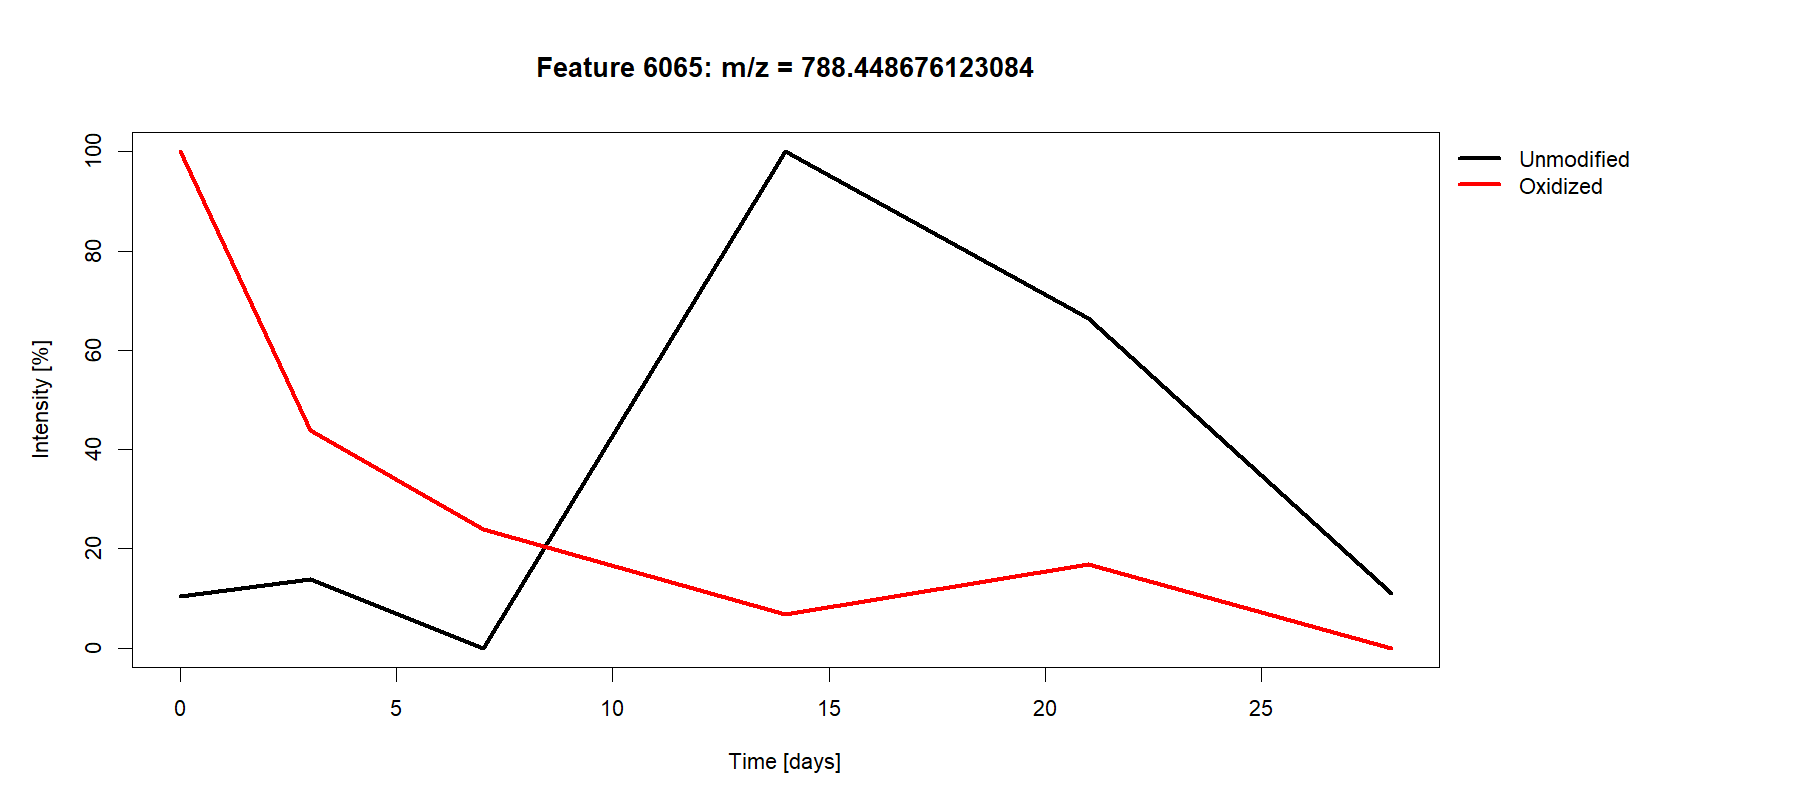 Feature 6065: m/z = 788.448676123084
Unmodified
Oxidized
Intensity [%]
100
80
60
40
20
0
0 5 10 15 20 25
Time [days]